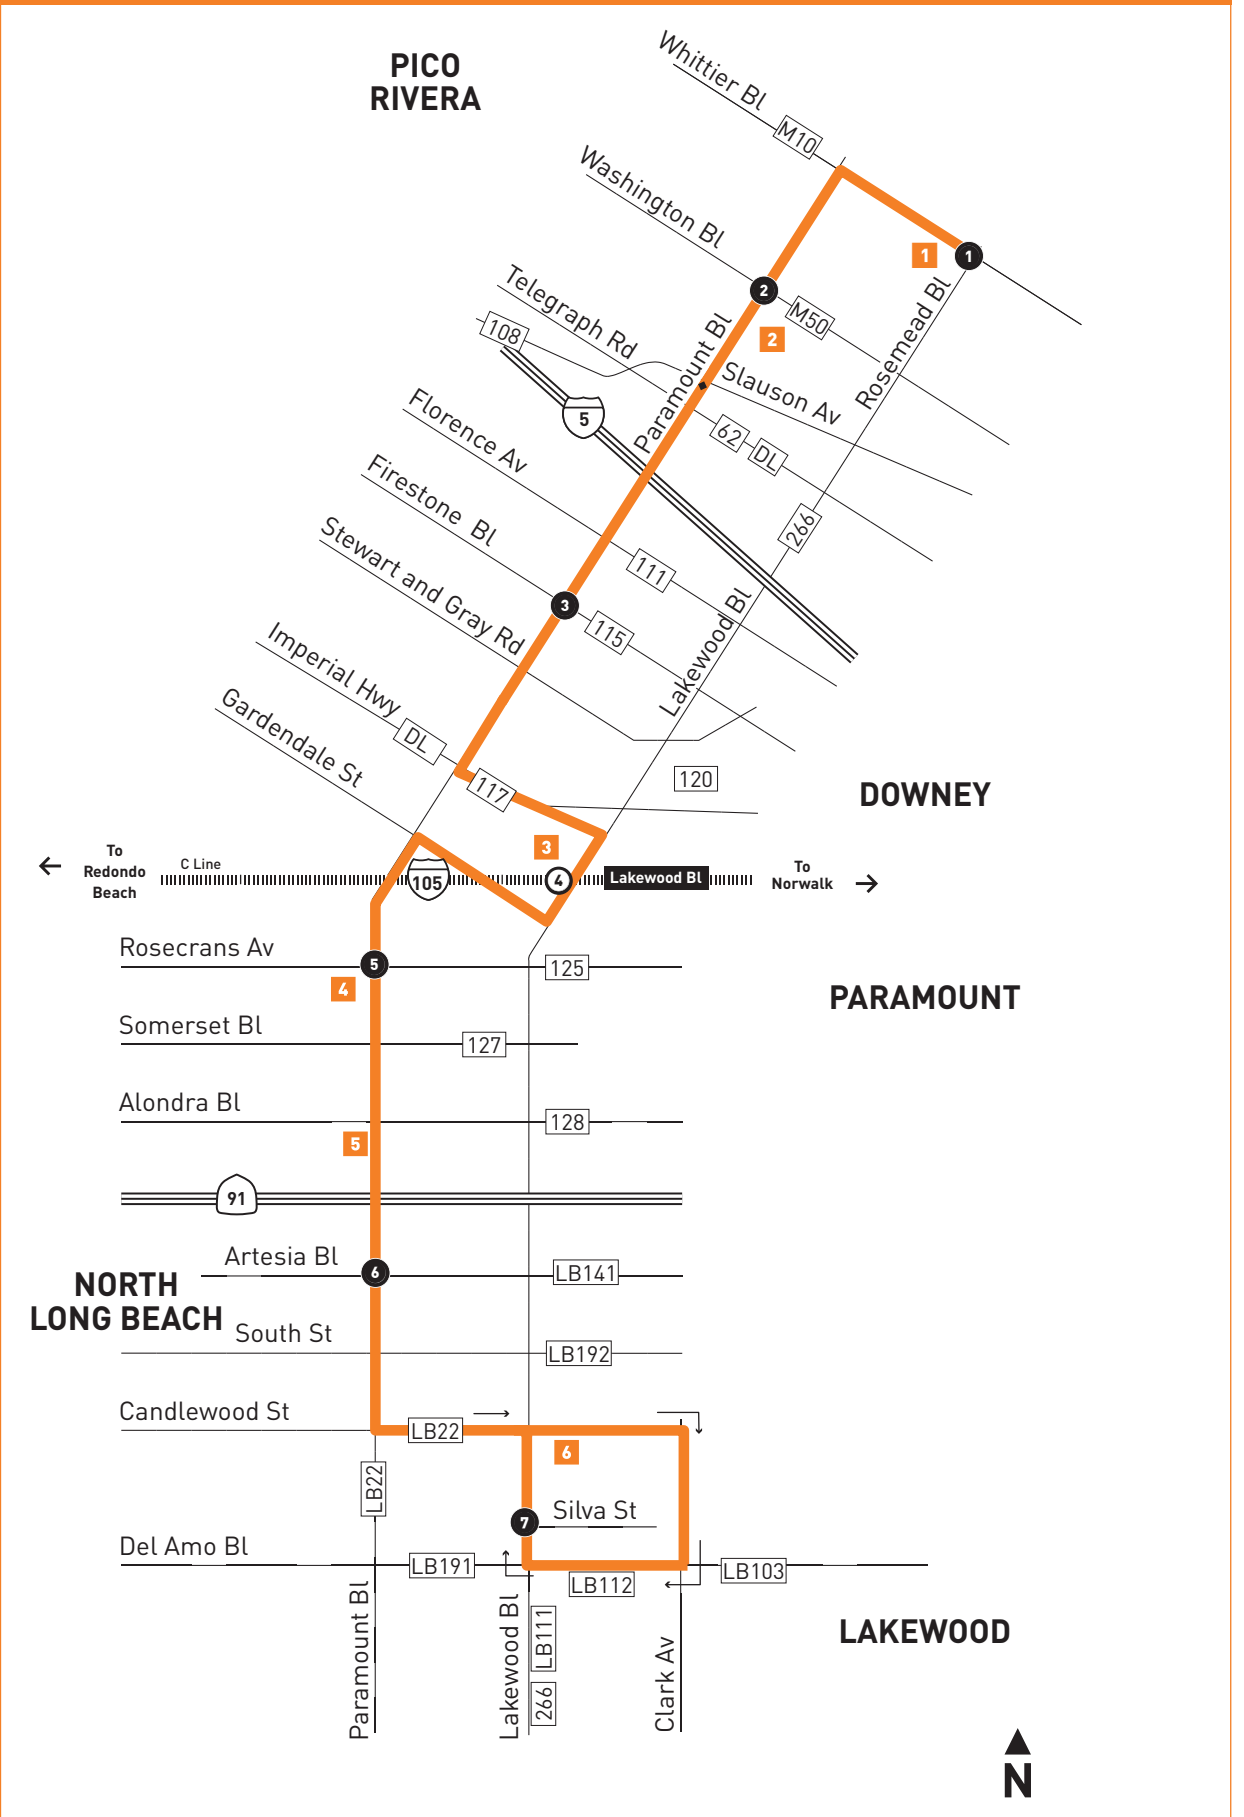 PICO
RIVERA
Whittier Bl
M10
Washington Bl
1
1
Telegraph Rd
2
M50
Rosemead Bl
108
2
Paramount Bl
Slauson Av
5
Florence Av
62
DL
Firestone Bl
266
Stewart and Gray Rd
111
Lakewood Bl
3
115
Imperial Hwy
DL
Gardendale St
117
120
DOWNEY
3
To
Redondo
Beach
C Line
105
4
Lakewood Bl
To
Norwalk
Rosecrans Av
5
125
4
PARAMOUNT
Somerset Bl
127
Alondra Bl
128
5
91
Artesia Bl
6
LB141
NORTH
LONG BEACH
South St
LB192
Candlewood St
LB22
6
LB22
7
Silva St
Del Amo Bl
LB191
LB112
LB103
Paramount Bl
Lakewood Bl
LB111
266
Clark Av
LAKEWOOD
N